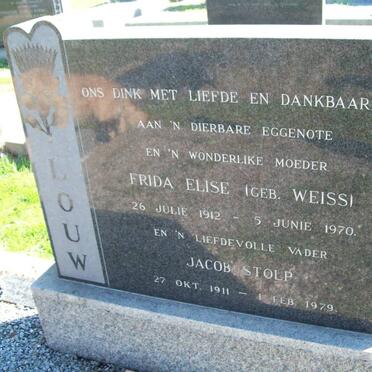 LOUW
ONS DINK MET LIEFDE EN DANKBAAR
AAN 'N DIERBARE EGGENOTE
EN 'N WONDERLIKE MOEDER
FRIDA ELISE (GEB. WEISS)
26 JULIE 1912 - 5 JUNIE 1970.
EN 'N LIEFDEVOLLE VADER
JACOB STOLP
27 OKT. 1911 - 1 FEB. 1979.